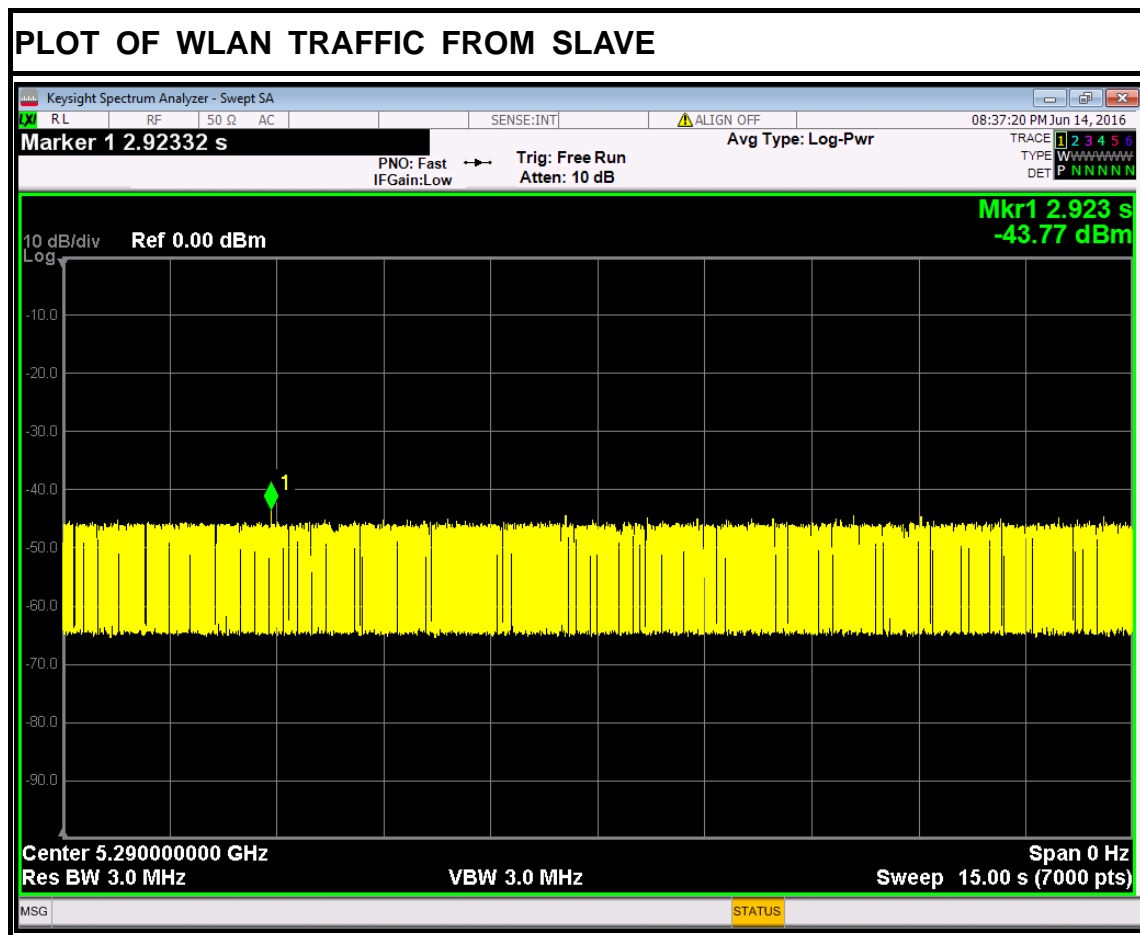 PLOT OF WLAN TRAFFIC FROM SLAVE
Keysight Spectrum Analyzer - Swept SA
LXI RL RF 50 Ω AC SENSE:INT ALIGN OFF 08:37:20 PM Jun 14, 2016
Marker 1 2.92332 s
PNO: Fast
IFGain:Low
Trig: Free Run
Atten: 10 dB
Avg Type: Log-Pwr
TRACE 1 2 3 4 5 6
TYPE WWWWWWW
DET P N N N N N
Mkr1 2.923 s
-43.77 dBm
10 dB/div Ref 0.00 dBm
Log
-10.0
-20.0
-30.0
1
-40.0
-50.0
-60.0
-70.0
-80.0
-90.0
Center 5.290000000 GHz Span 0 Hz
Res BW 3.0 MHz VBW 3.0 MHz Sweep 15.00 s (7000 pts)
MSG STATUS